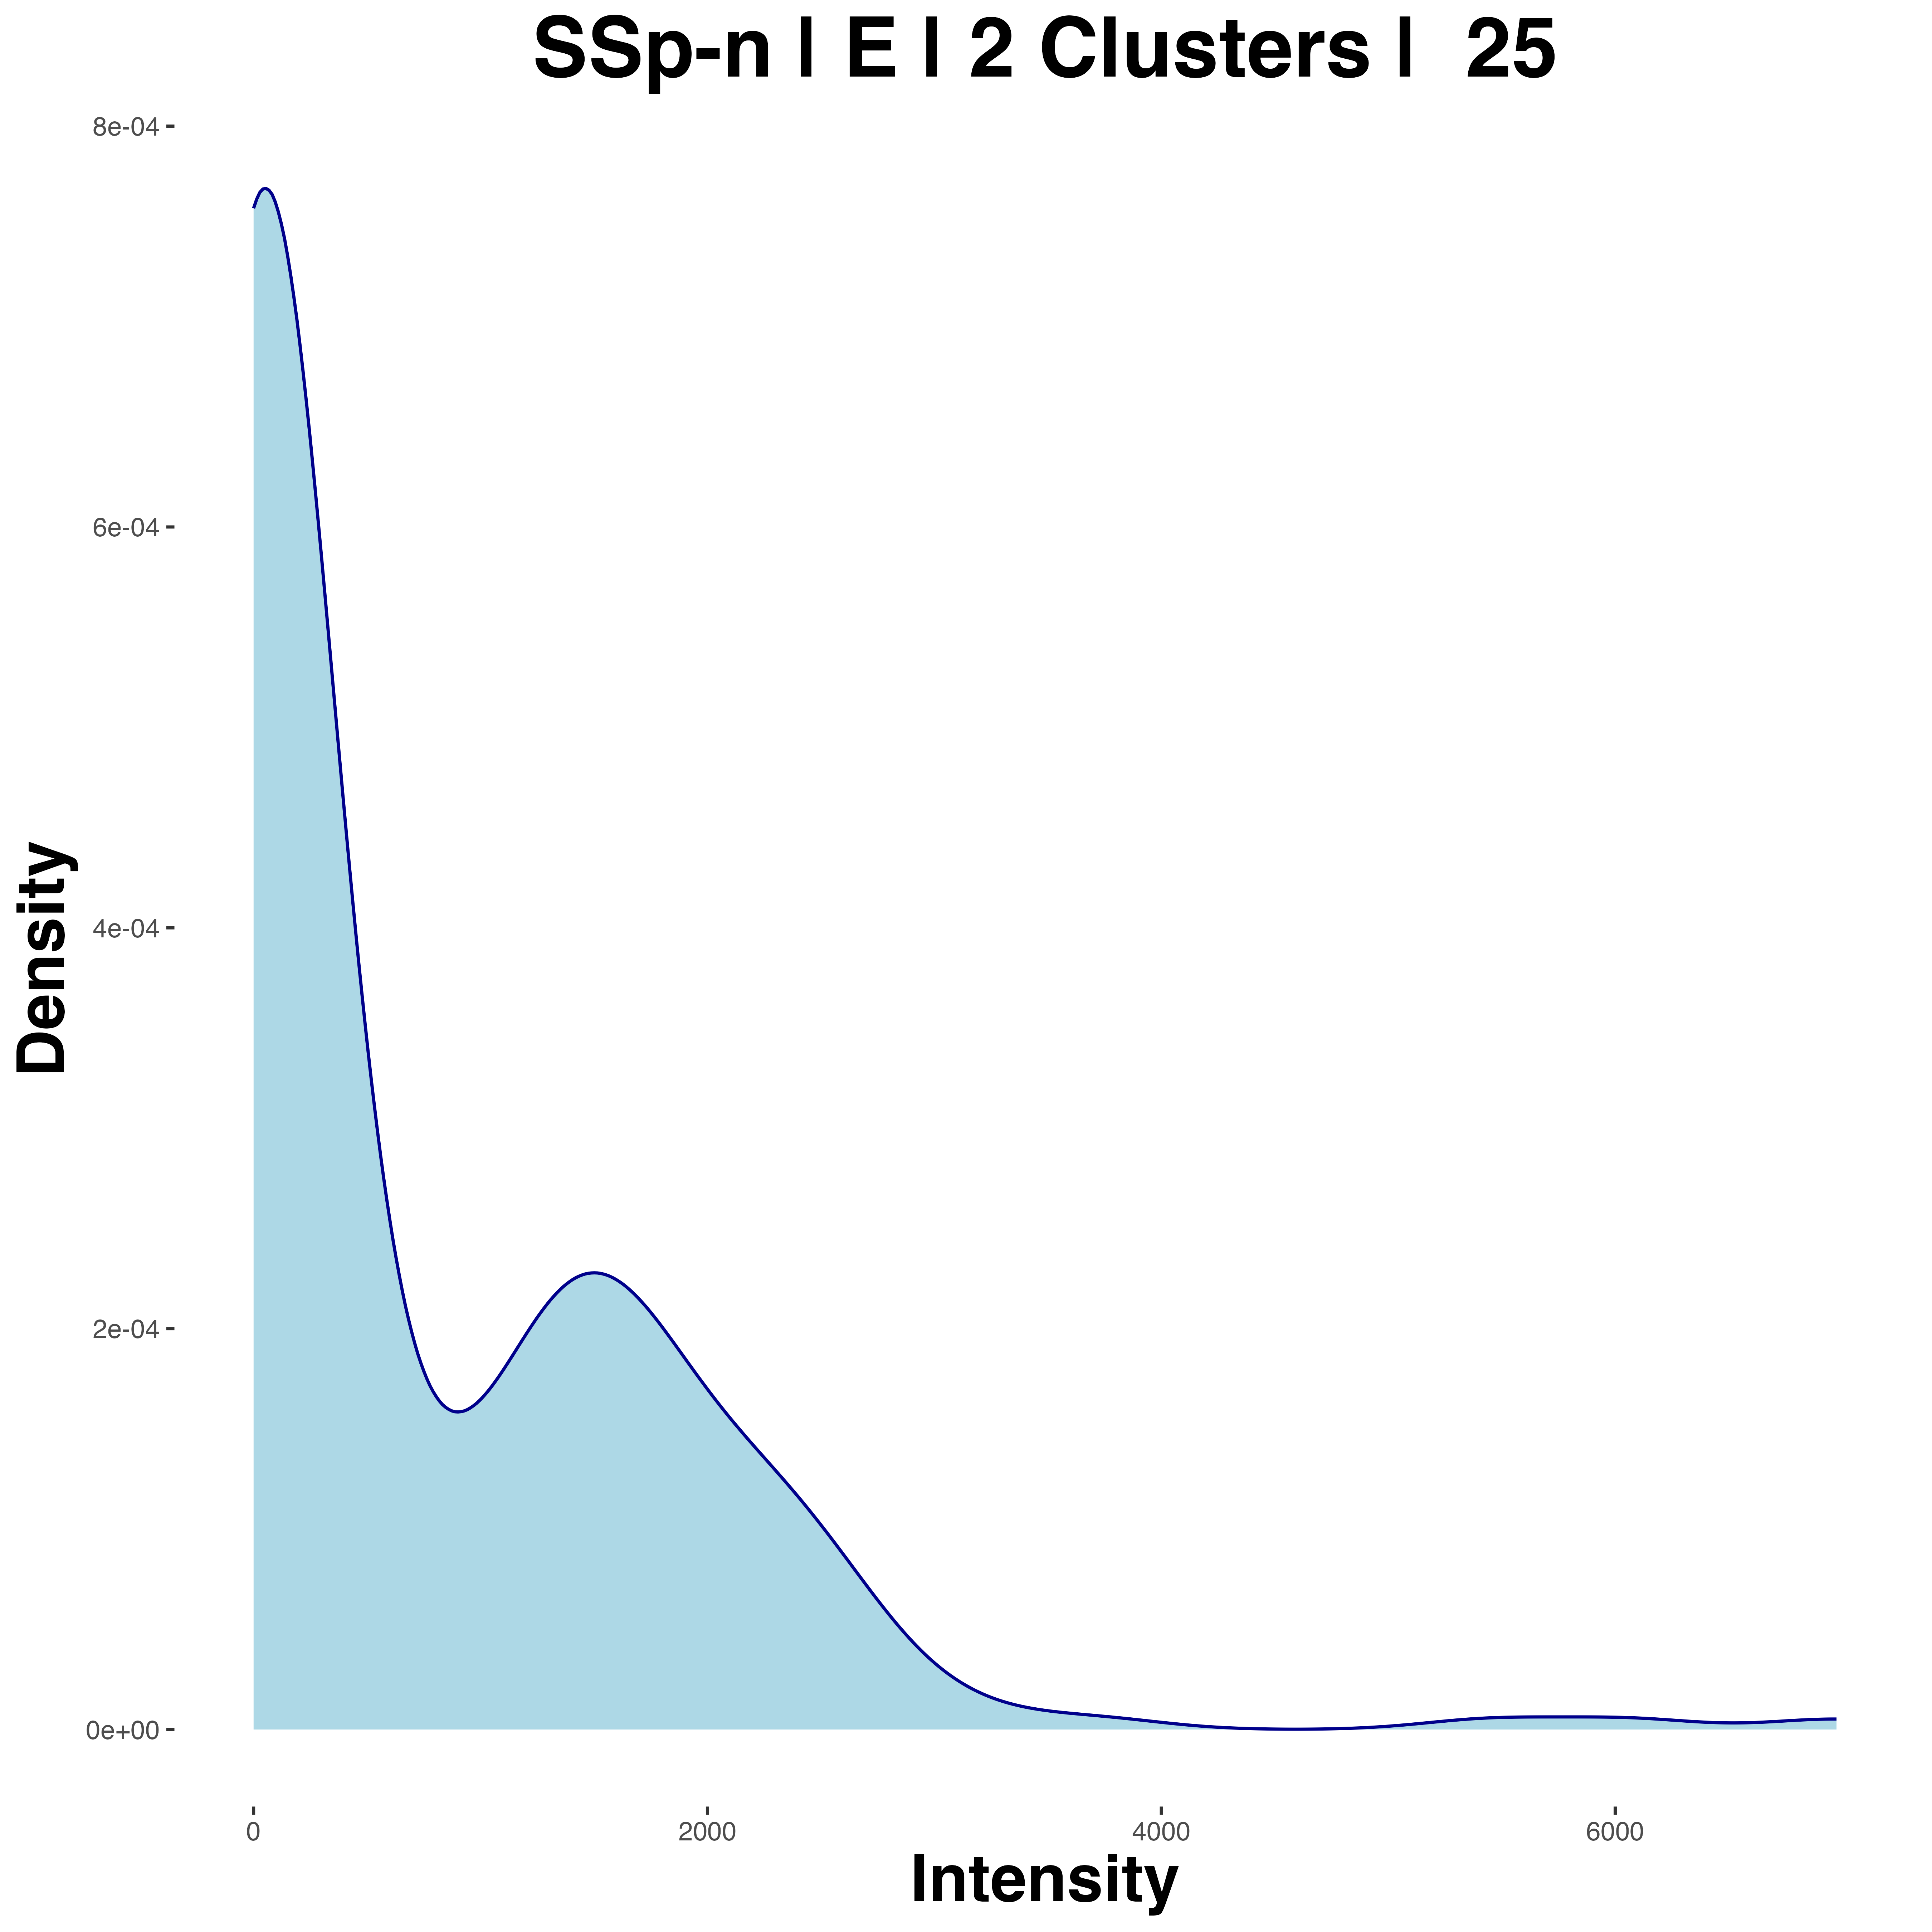 SSp-n | E | 2 Clusters |  25
8e-04
6e-04
4e-04
2e-04
0e+00
Density
0 2000 4000 6000
Intensity